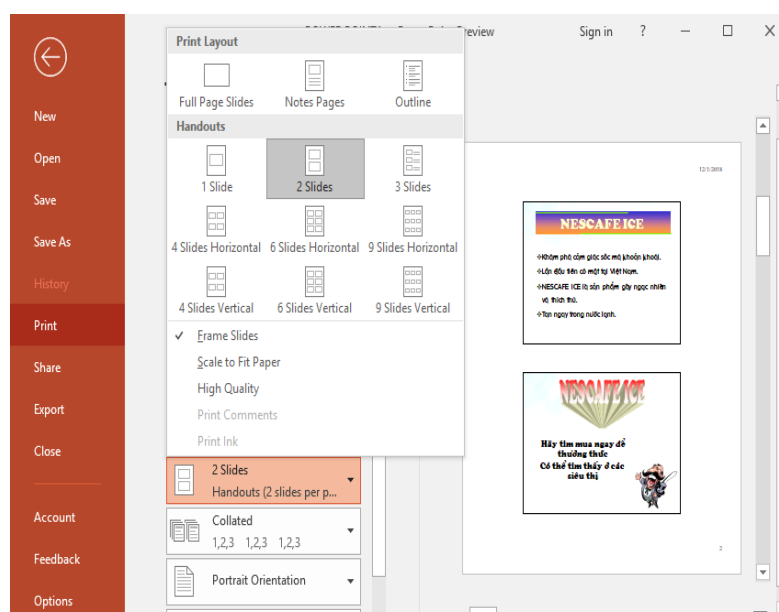 review
Sign in ?
New
Open
Save
Save As
History
Print
Share
Export
Close
Account
Feedback
Options
Print Layout
Full Page Slides Notes Pages Outline
Handouts
1 Slide 2 Slides 3 Slides
4 Slides Horizontal 6 Slides Horizontal 9 Slides Horizontal
4 Slides Vertical 6 Slides Vertical 9 Slides Vertical
✓ Frame Slides
Scale to Fit Paper
High Quality
Print Comments
Print Ink
2 Slides
Handouts (2 slides per p...
Collated
1,2,3 1,2,3 1,2,3
Portrait Orientation
NESCAFE ICE
Khám phá cảm giác sốc mà khoan khoái.
Lần đầu tiên có mặt tại Việt Nam.
NESCAFE ICE là sản phẩm gây ngạc nhiên
và thích thú.
Tan ngay trong nước lạnh.
NESCAFE ICE
Hãy tìm mua ngay để
thưởng thức
Có thể tìm thấy ở các
siêu thị
2